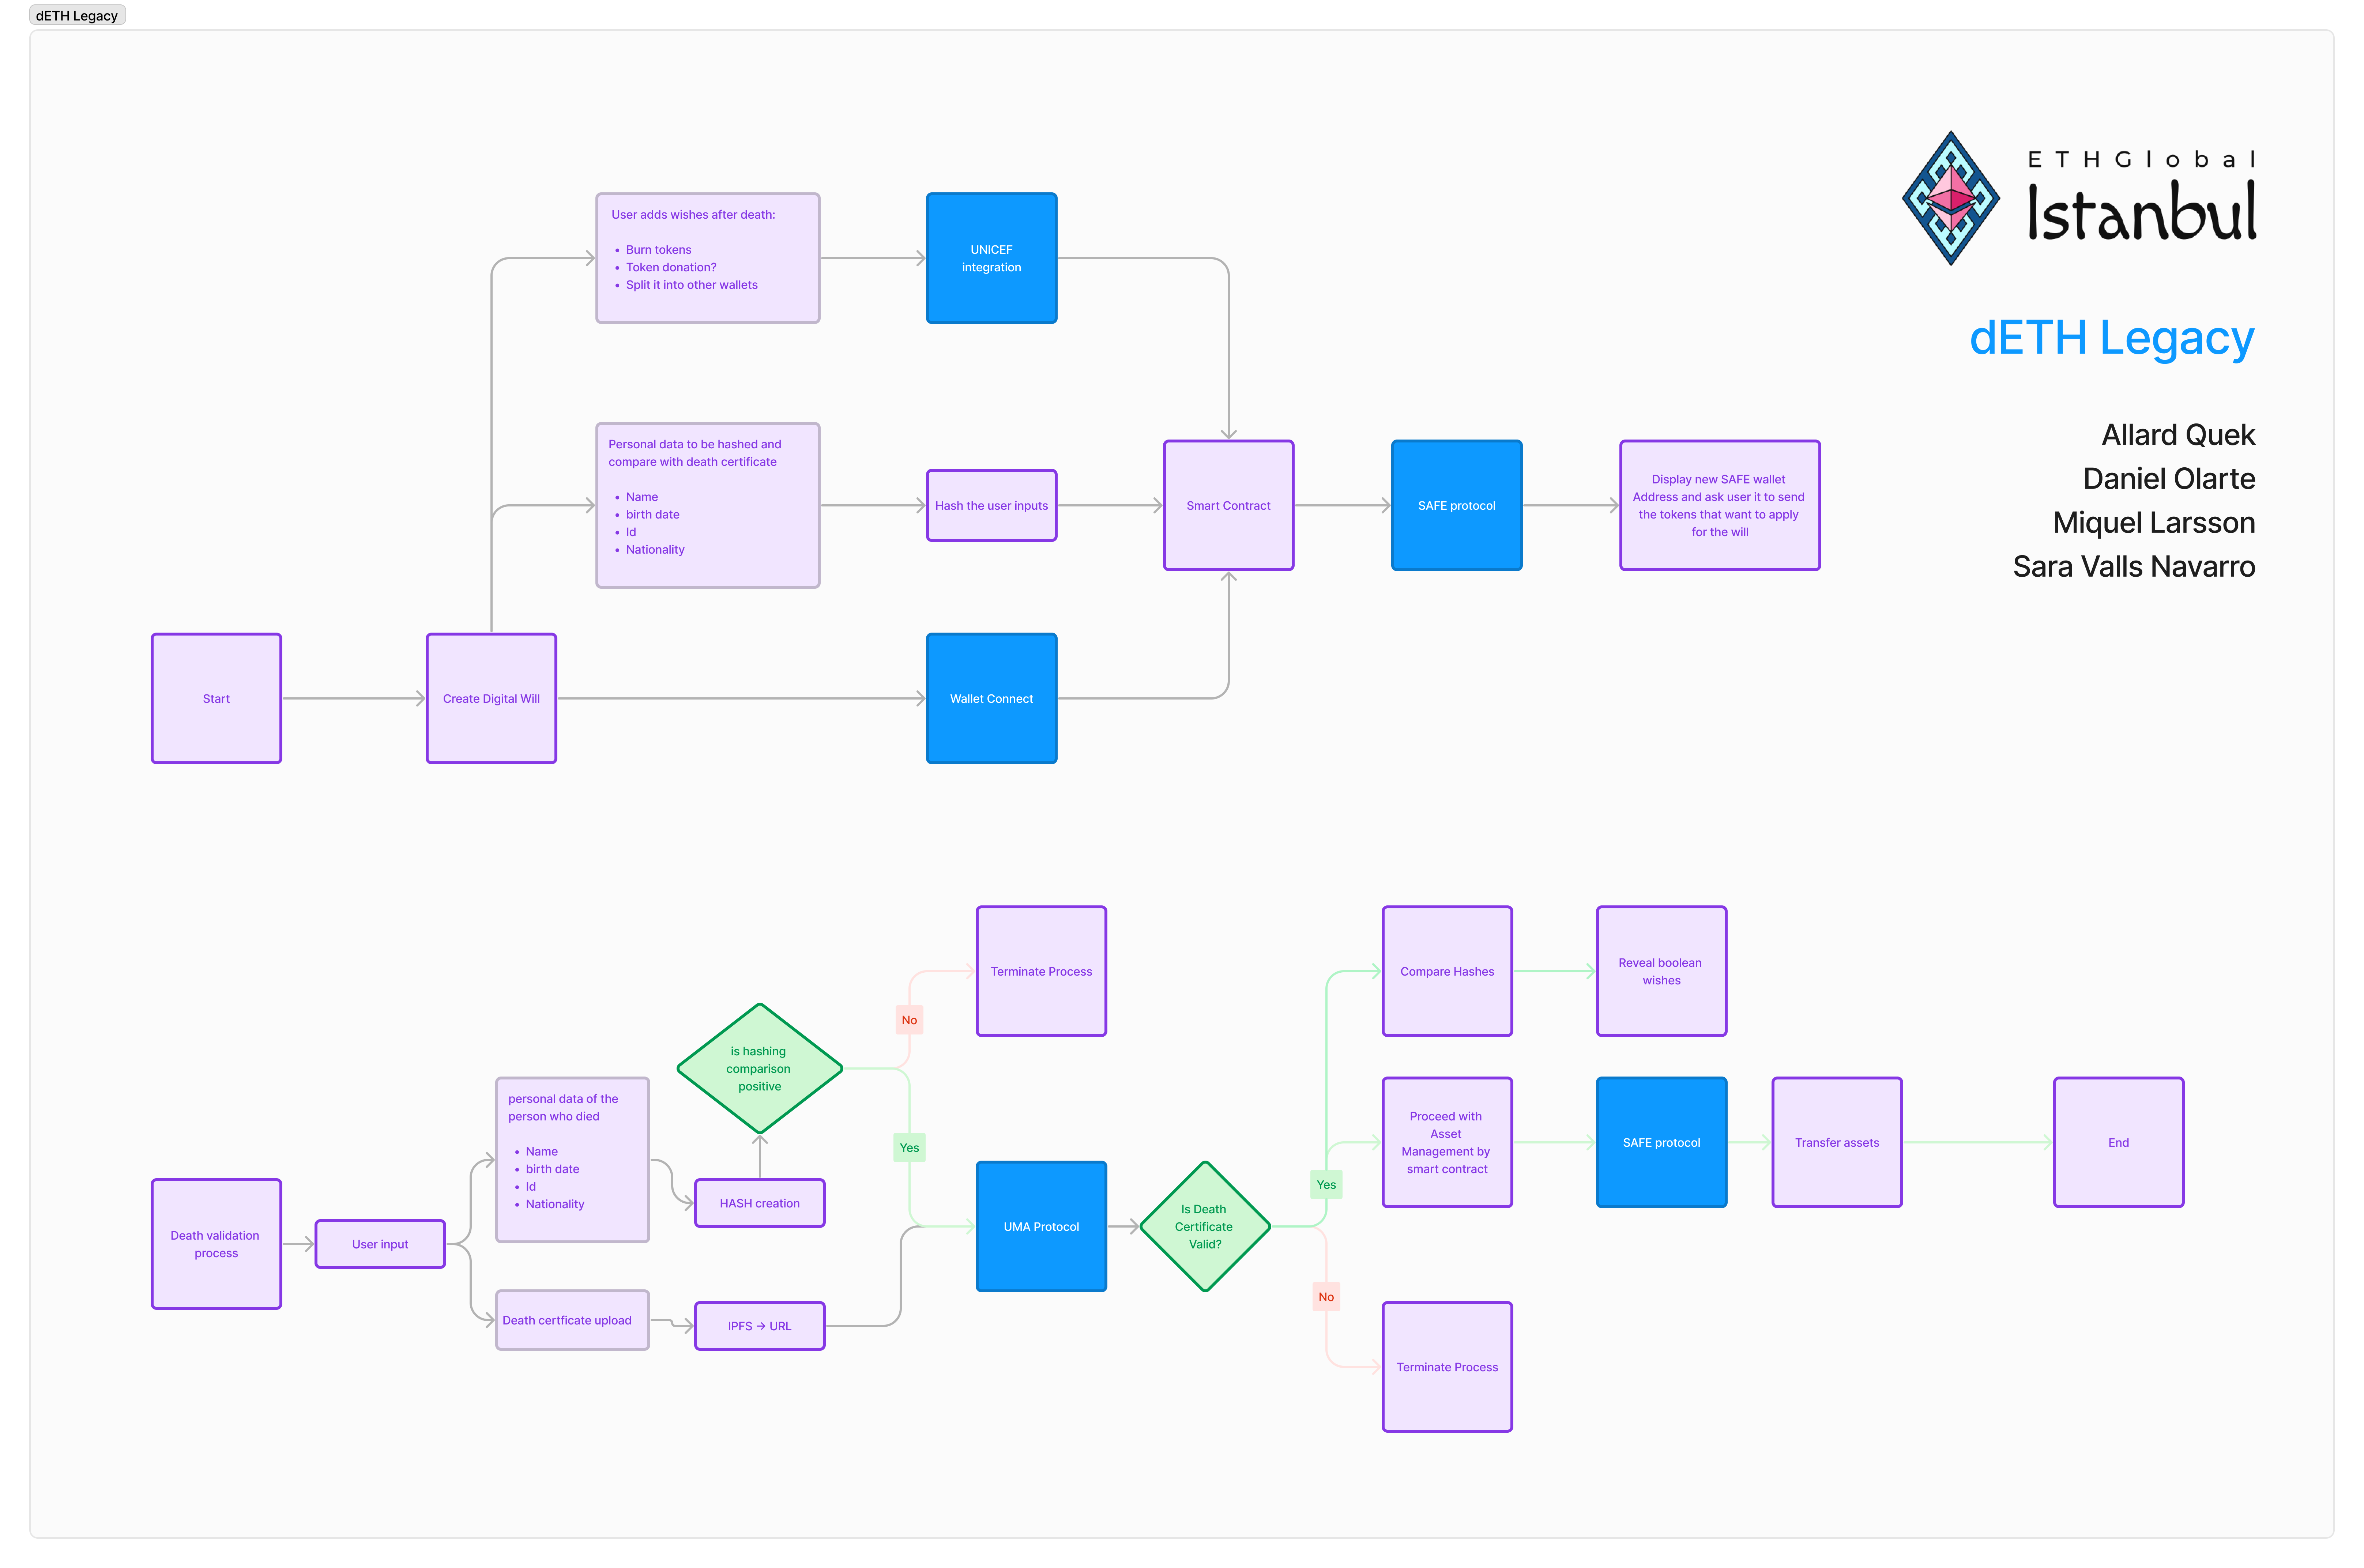 dETH Legacy
ETHGlobal
Istanbul
dETH Legacy
Allard Quek
Daniel Olarte
Miquel Larsson
Sara Valls Navarro
User adds wishes after death:
• Burn tokens
• Token donation?
• Split it into other wallets
UNICEF
integration
Personal data to be hashed and
compare with death certificate
• Name
• birth date
• Id
• Nationality
Hash the user inputs
Smart Contract
SAFE protocol
Display new SAFE wallet
Address and ask user it to send
the tokens that want to apply
for the will
Start
Create Digital Will
Wallet Connect
Death validation
process
User input
personal data of the
person who died
• Name
• birth date
• Id
• Nationality
Death certficate upload
HASH creation
IPFS → URL
is hashing
comparison
positive
No
Terminate Process
Yes
UMA Protocol
Is Death
Certificate
Valid?
Yes
Compare Hashes
Reveal boolean
wishes
Proceed with
Asset
Management by
smart contract
SAFE protocol
Transfer assets
End
No
Terminate Process